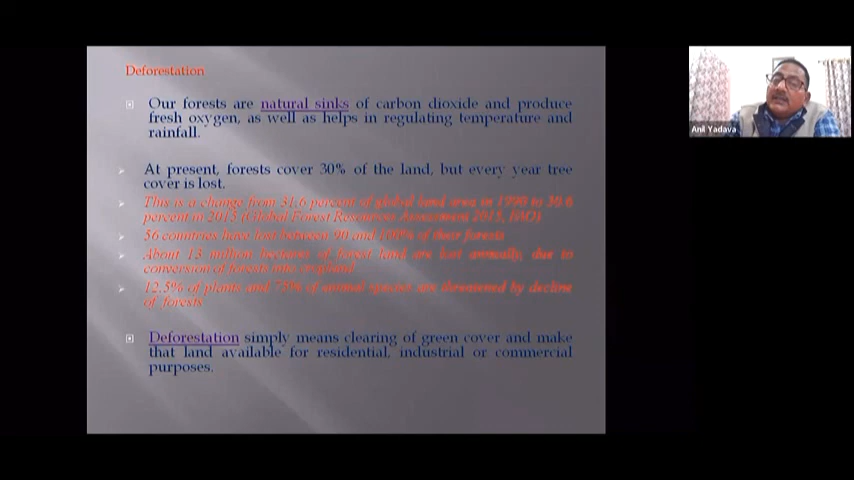 Deforestation
Our forests are natural sinks of carbon dioxide and produce
fresh oxygen, as well as helps in regulating temperature and
rainfall.
At present, forests cover 30% of the land, but every year tree
cover is lost.
This is a change from 31.6 percent of global land area in 1990 to 30.6
percent in 2015 (Global Forest Resources Assessment 2015, FAO)
56 countries have lost between 90 and 100% of their forests
About 13 million hectares of forest land are lost annually, due to
conversion of forests into cropland
12.5% of plants and 75% of animal species are threatened by decline
of forests
Deforestation simply means clearing of green cover and make
that land available for residential, industrial or commercial
purposes.
Anil Yadava